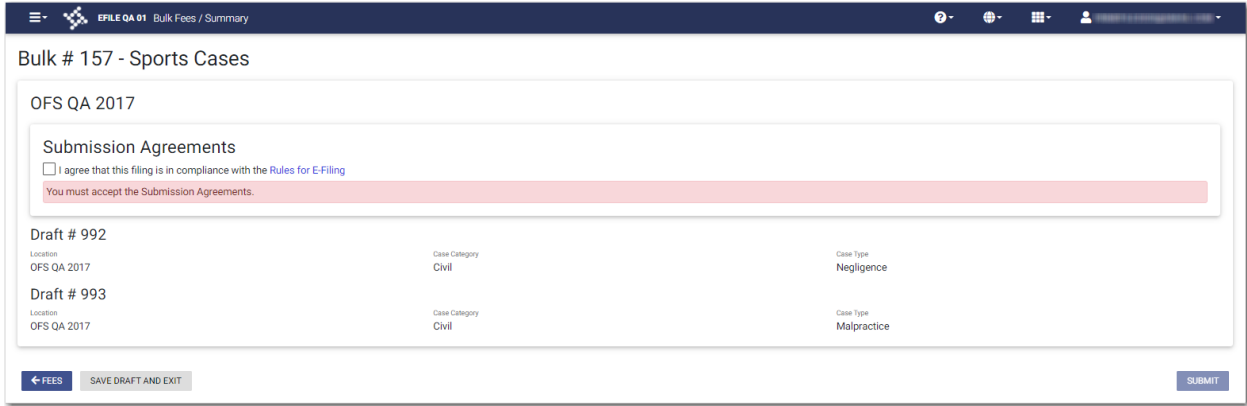 EFILE QA 01 Bulk Fees / Summary
Bulk # 157 - Sports Cases
OFS QA 2017
Submission Agreements
I agree that this filing is in compliance with the Rules for E-Filing
You must accept the Submission Agreements.
Draft # 992
Location Case Category Case Type
OFS QA 2017 Civil Negligence
Draft # 993
Location Case Category Case Type
OFS QA 2017 Civil Malpractice
FEES SAVE DRAFT AND EXIT SUBMIT